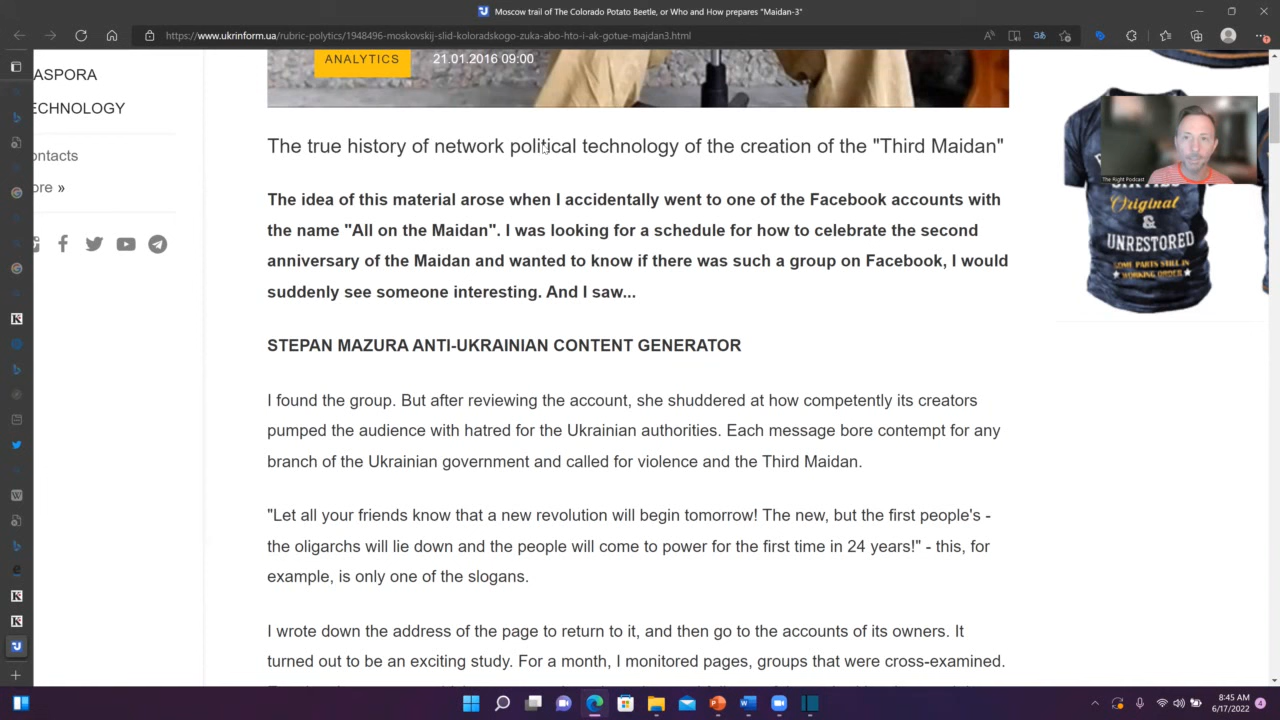 Moscow trail of The Colorado Potato Beetle, or Who and How prepares "Maidan-3"
https://www.ukrinform.ua/rubric-polytics/1948496-moskovskij-slid-koloradskogo-zuka-abo-hto-i-ak-gotue-majdan3.html
ASPORA
ECHNOLOGY
ontacts
ore »
ANALYTICS 21.01.2016 09:00
The true history of network political technology of the creation of the "Third Maidan"
The idea of this material arose when I accidentally went to one of the Facebook accounts with
the name "All on the Maidan". I was looking for a schedule for how to celebrate the second
anniversary of the Maidan and wanted to know if there was such a group on Facebook, I would
suddenly see someone interesting. And I saw...
STEPAN MAZURA ANTI-UKRAINIAN CONTENT GENERATOR
I found the group. But after reviewing the account, she shuddered at how competently its creators
pumped the audience with hatred for the Ukrainian authorities. Each message bore contempt for any
branch of the Ukrainian government and called for violence and the Third Maidan.
"Let all your friends know that a new revolution will begin tomorrow! The new, but the first people's -
the oligarchs will lie down and the people will come to power for the first time in 24 years!" - this, for
example, is only one of the slogans.
I wrote down the address of the page to return to it, and then go to the accounts of its owners. It
turned out to be an exciting study. For a month, I monitored pages, groups that were cross-examined.
The Right Podcast
Original
&
UNRESTORED
SOME PARTS STILL IN
WORKING ORDER
8:45 AM
6/17/2022